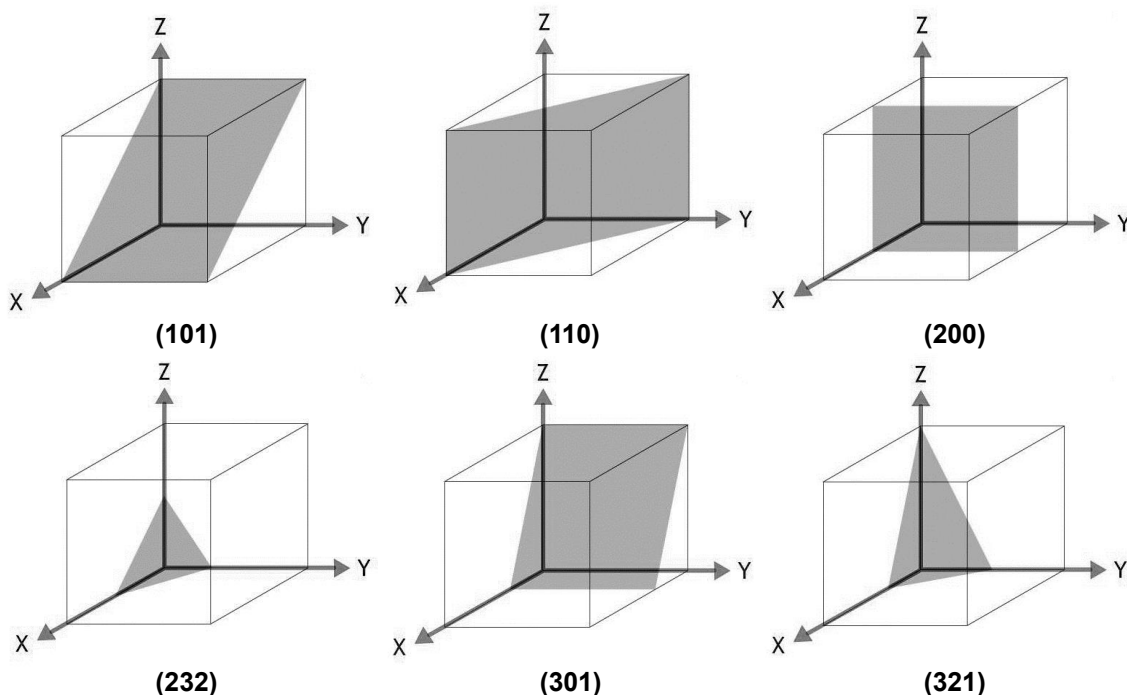 Z Z Z
Y Y Y
X X X
(101) (110) (200)
Z Z Z
Y Y Y
X X X
(232) (301) (321)